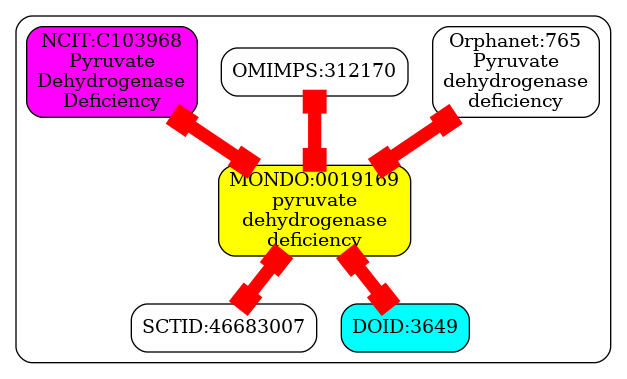 NCIT:C103968
Pyruvate
Dehydrogenase
Deficiency
OMIMPS:312170
Orphanet:765
Pyruvate
dehydrogenase
deficiency
MONDO:0019169
pyruvate
dehydrogenase
deficiency
SCTID:46683007
DOID:3649